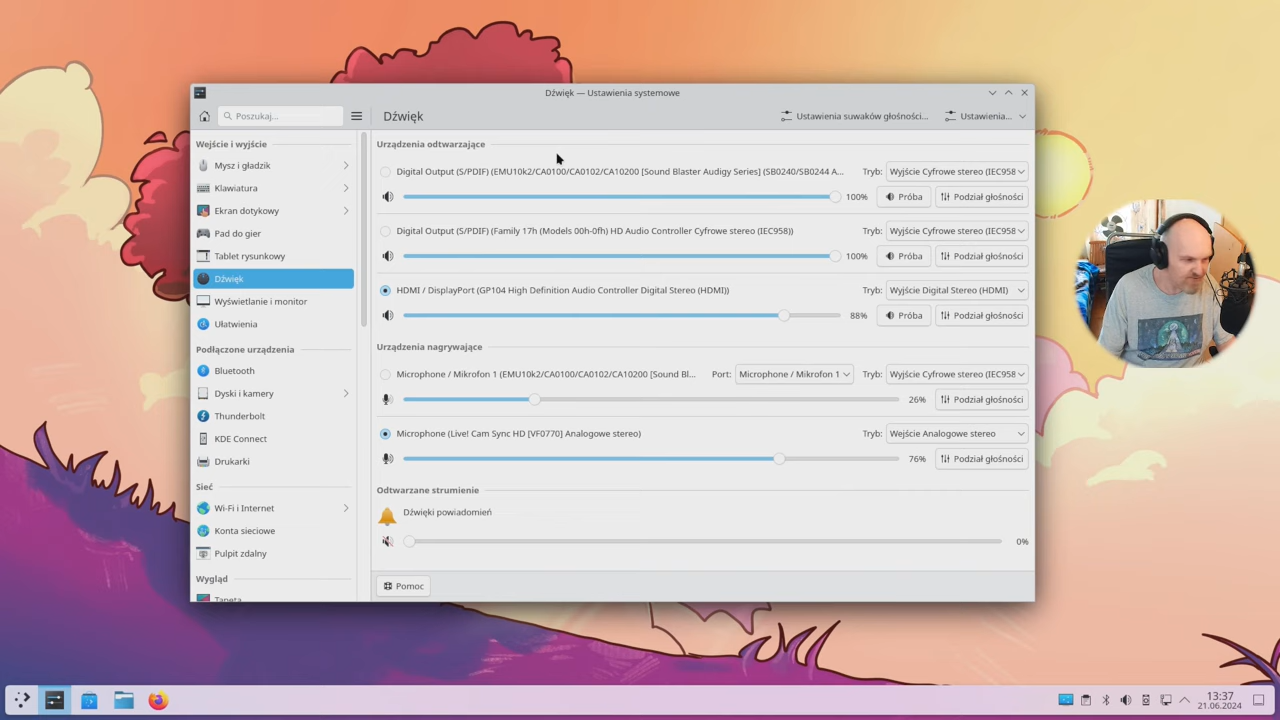 Dźwięk — Ustawienia systemowe
Poszukaj...
Dźwięk
Ustawienia suwaków głośności...
Ustawienia...
Wejście i wyjście
Mysz i gładzik
Klawiatura
Ekran dotykowy
Pad do gier
Tablet rysunkowy
Dźwięk
Wyświetlanie i monitor
Ułatwienia
Podłączone urządzenia
Bluetooth
Dyski i kamery
Thunderbolt
KDE Connect
Drukarki
Sieć
Wi-Fi i Internet
Konta sieciowe
Pulpit zdalny
Wygląd
Tapeta
Urządzenia odtwarzające
Digital Output (S/PDIF) (EMU10k2/CA0100/CA0102/CA10200 [Sound Blaster Audigy Series] (SB0240/SB0244 A...
Tryb: Wyjście Cyfrowe stereo (IEC958
100% Próba Podział głośności
Digital Output (S/PDIF) (Family 17h (Models 00h-0fh) HD Audio Controller Cyfrowe stereo (IEC958))
Tryb: Wyjście Cyfrowe stereo (IEC958
100% Próba Podział głośności
HDMI / DisplayPort (GP104 High Definition Audio Controller Digital Stereo (HDMI))
Tryb: Wyjście Digital Stereo (HDMI)
88% Próba Podział głośności
Urządzenia nagrywające
Microphone / Mikrofon 1 (EMU10k2/CA0100/CA0102/CA10200 [Sound Bl...
Port: Microphone / Mikrofon 1
Tryb: Wyjście Cyfrowe stereo (IEC958
26% Podział głośności
Microphone (Live! Cam Sync HD [VF0770] Analogowe stereo)
Tryb: Wejście Analogowe stereo
76% Podział głośności
Odtwarzane strumienie
Dźwięki powiadomień
0%
Pomoc
13:37
21.06.2024